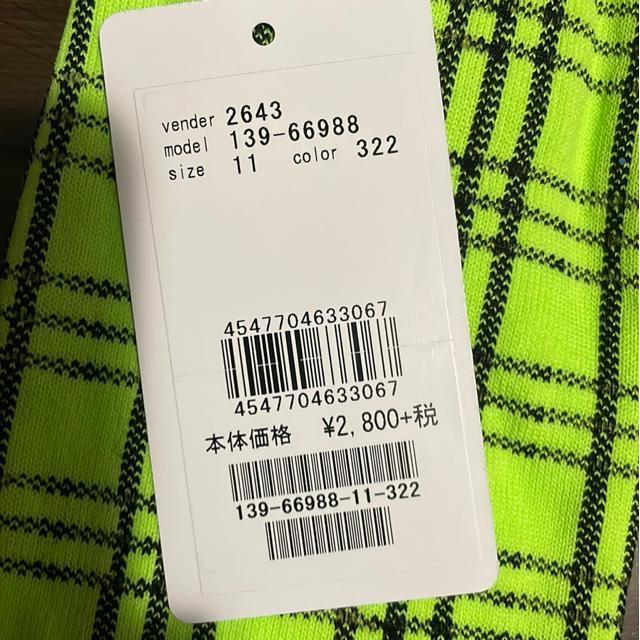 vender 2643
model 139-66988
size 11 color 322
4547704633067
4547704633067
本体価格 ¥2,800+税
139-66988-11-322